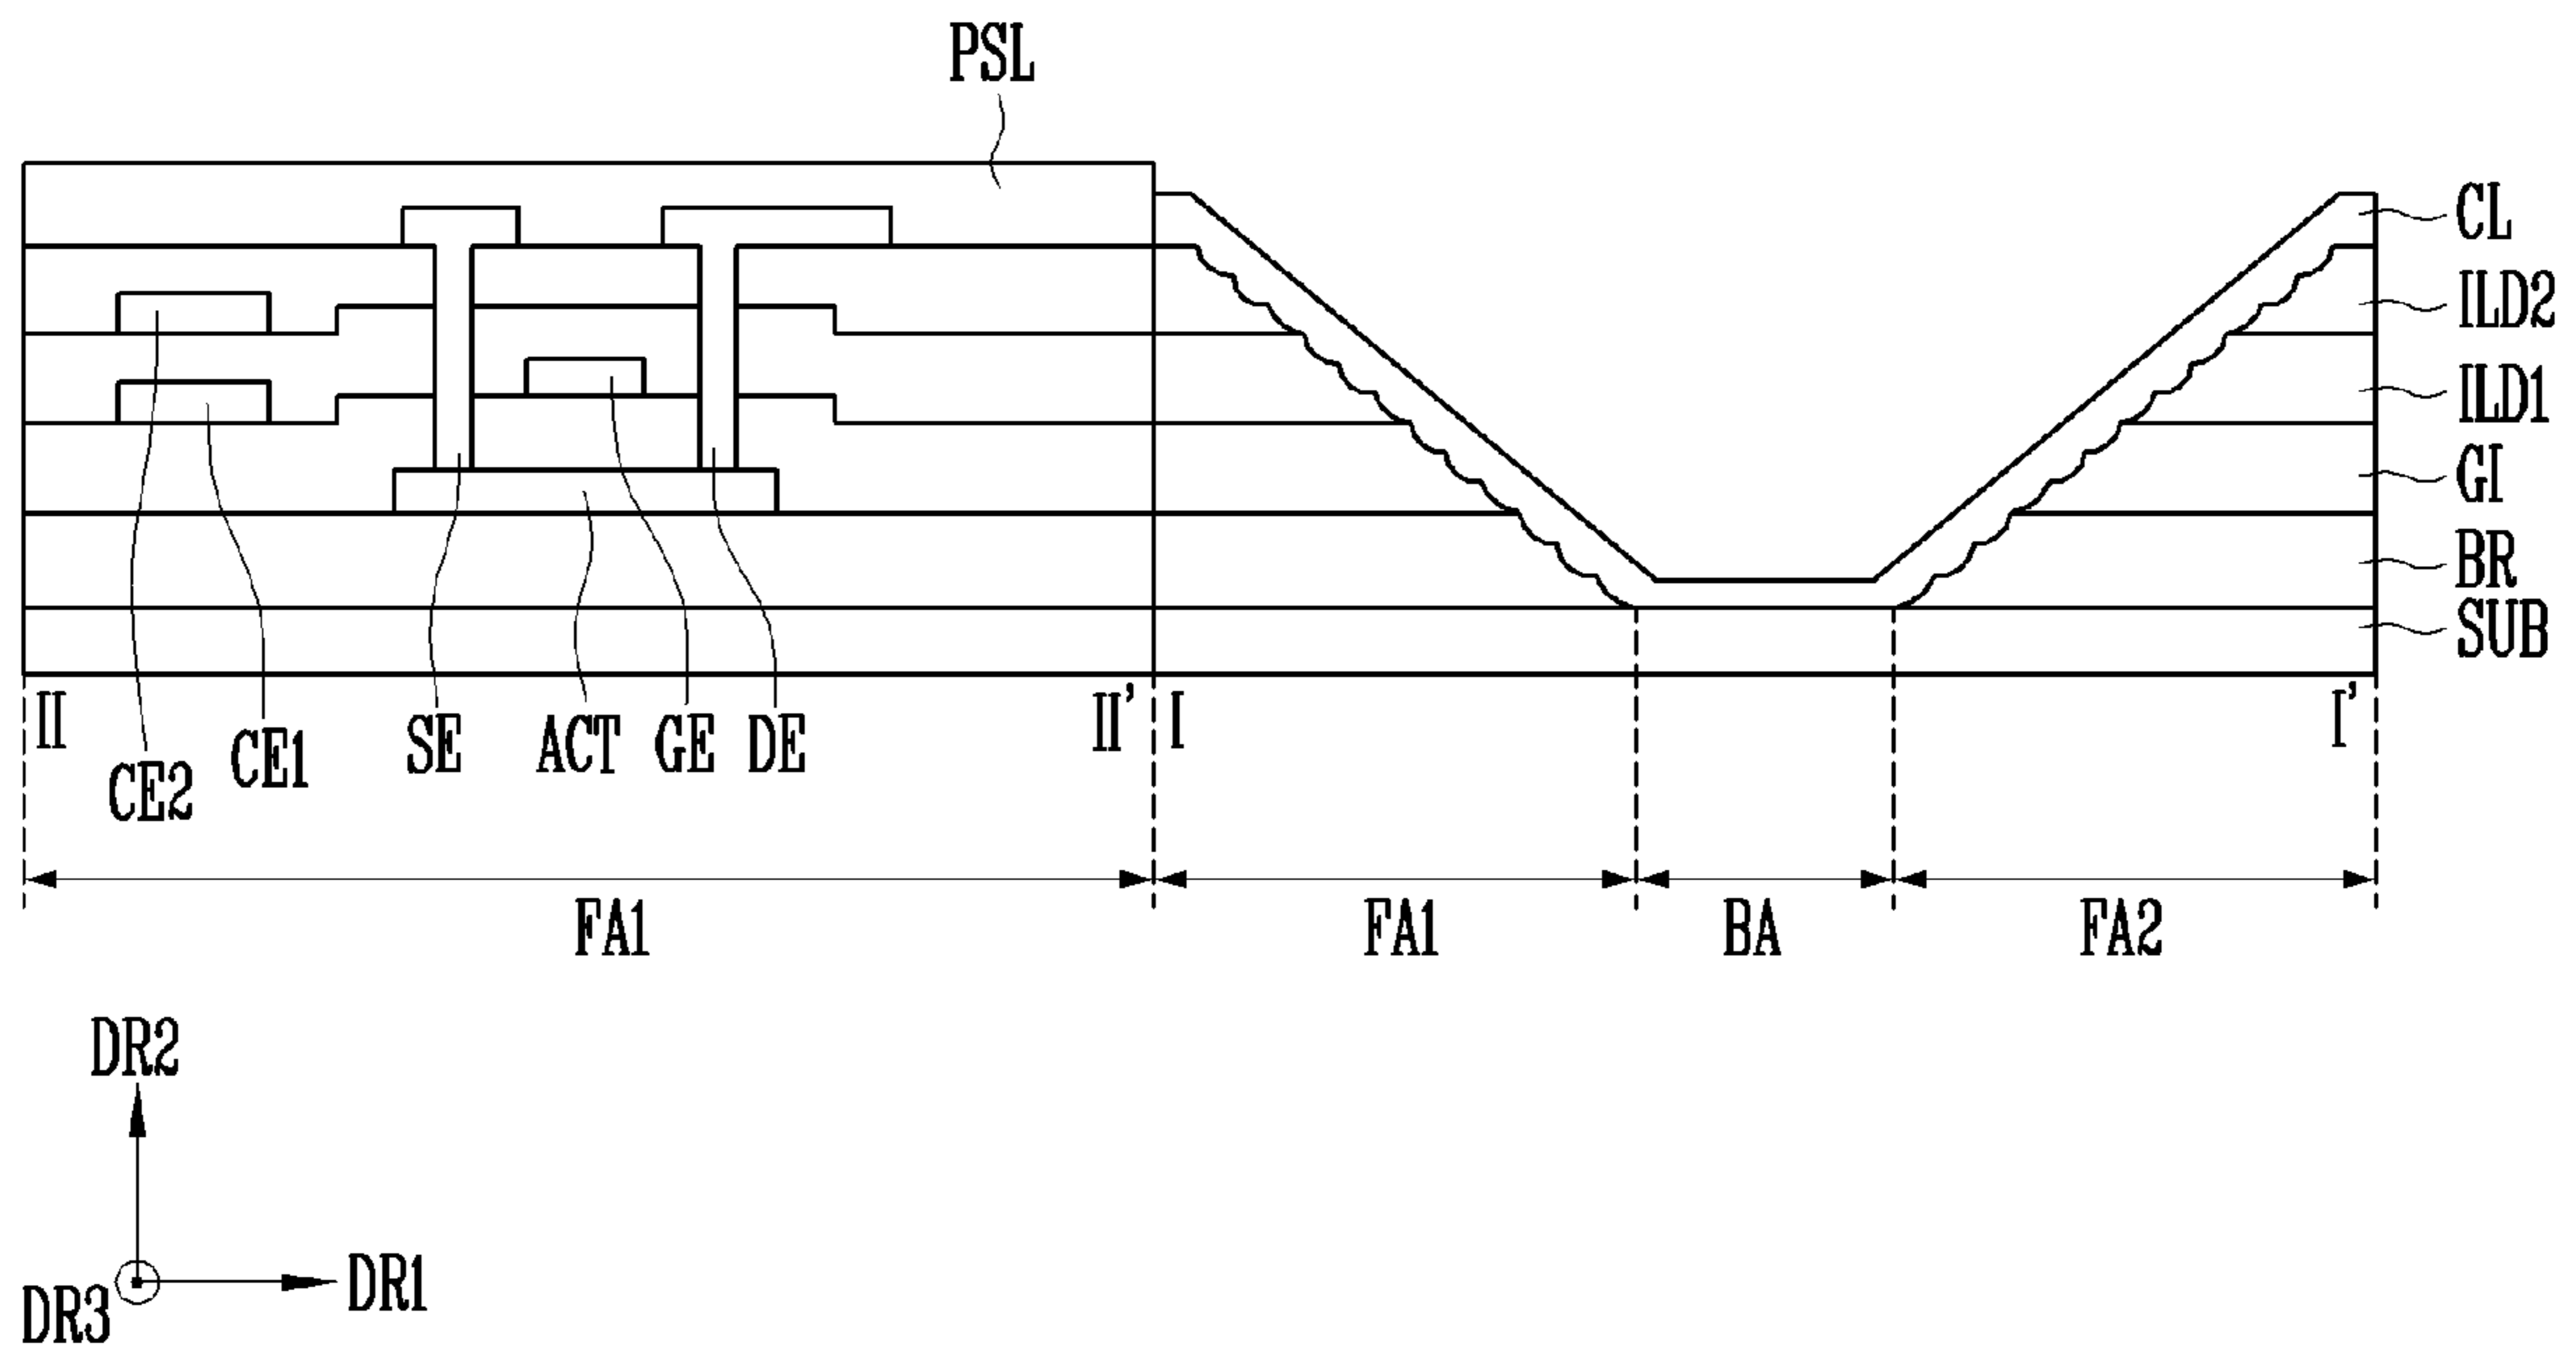 PSL
CL
ILD2
ILD1
GI
BR
SUB
II
II' I
I'
CE2 CE1 SE ACT GE DE
FA1 FA1 BA FA2
DR2
DR1
DR3